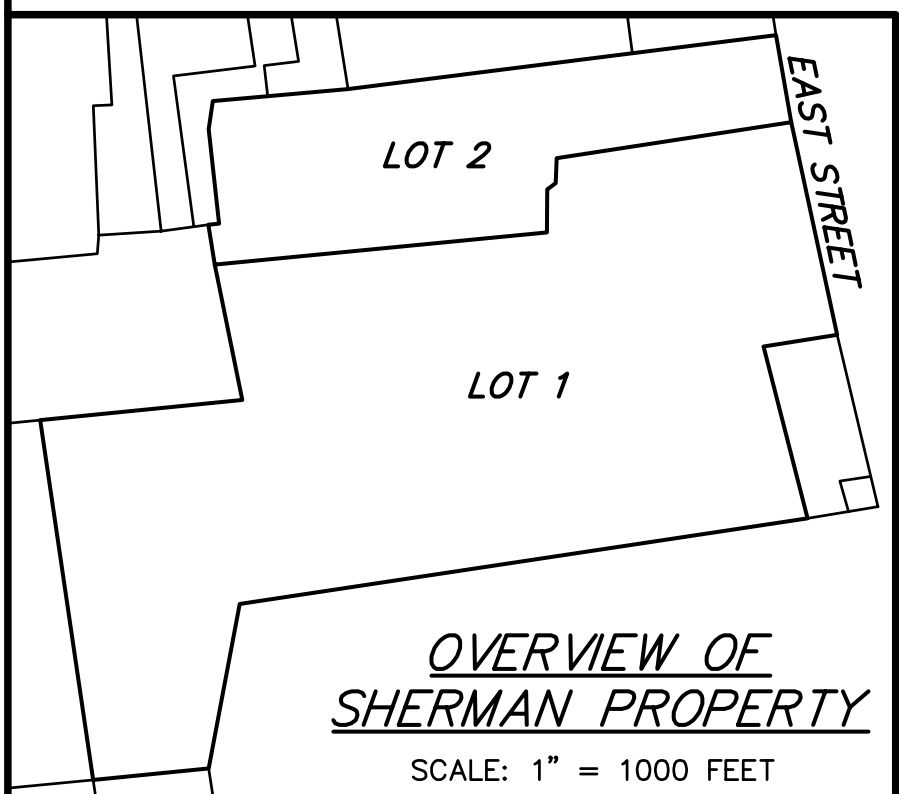 EAST STREET
LOT 2
LOT 1
OVERVIEW OF
SHERMAN PROPERTY
SCALE: 1" = 1000 FEET